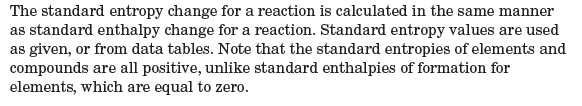 The standard entropy change for a reaction is calculated in the same manner
as standard enthalpy change for a reaction. Standard entropy values are used
as given, or from data tables. Note that the standard entropies of elements and
compounds are all positive, unlike standard enthalpies of formation for
elements, which are equal to zero.